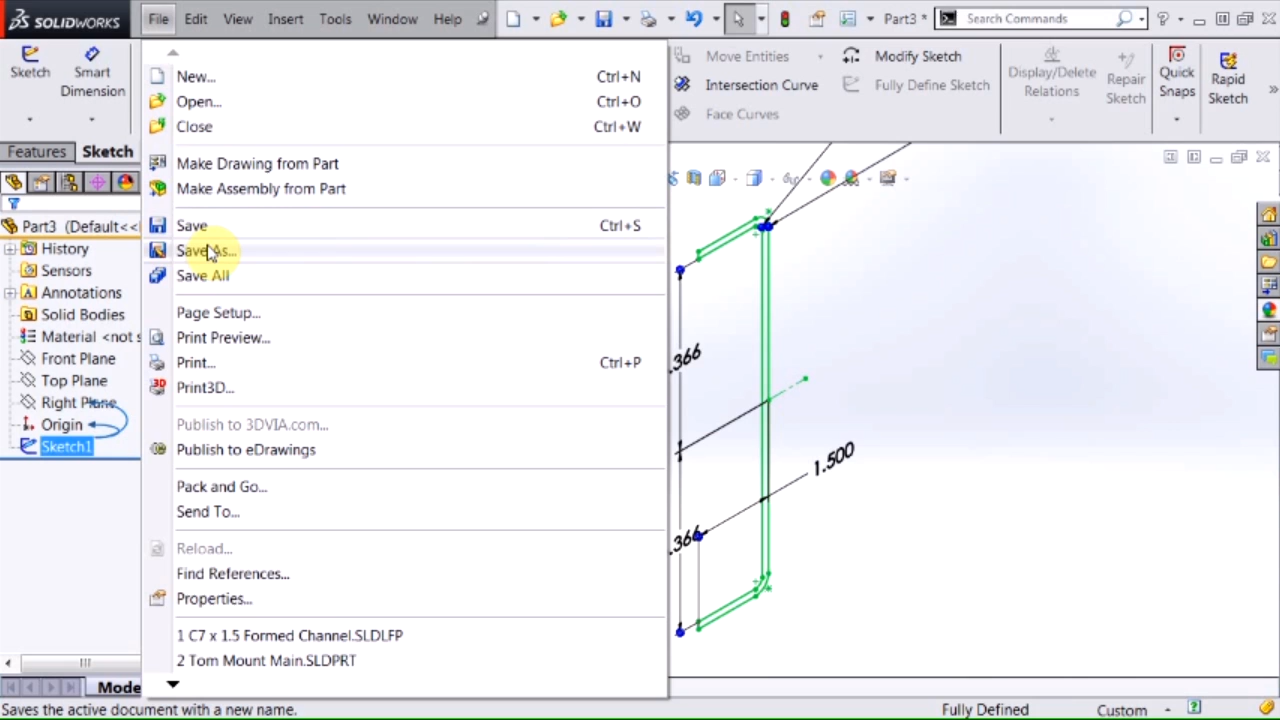 SOLIDWORKS File Edit View Insert Tools Window Help Part3 * Search Commands
Sketch Smart Dimension
Move Entities Modify Sketch
Intersection Curve Fully Define Sketch
Face Curves
Display/Delete Relations
Repair Sketch
Quick Snaps
Rapid Sketch
Features Sketch
Part3 (Default<<
History
Sensors
Annotations
Solid Bodies
Material <not s
Front Plane
Top Plane
Right Plane
Origin
Sketch1
New... Ctrl+N
Open... Ctrl+O
Close Ctrl+W
Make Drawing from Part
Make Assembly from Part
Save Ctrl+S
Save As...
Save All
Page Setup...
Print Preview...
Print... Ctrl+P
Print3D...
Publish to 3DVIA.com...
Publish to eDrawings
Pack and Go...
Send To...
Reload...
Find References...
Properties...
1 C7 x 1.5 Formed Channel.SLDLFP
2 Tom Mount Main.SLDPRT
.366
1.500
.366
Mode
Saves the active document with a new name. Fully Defined Custom